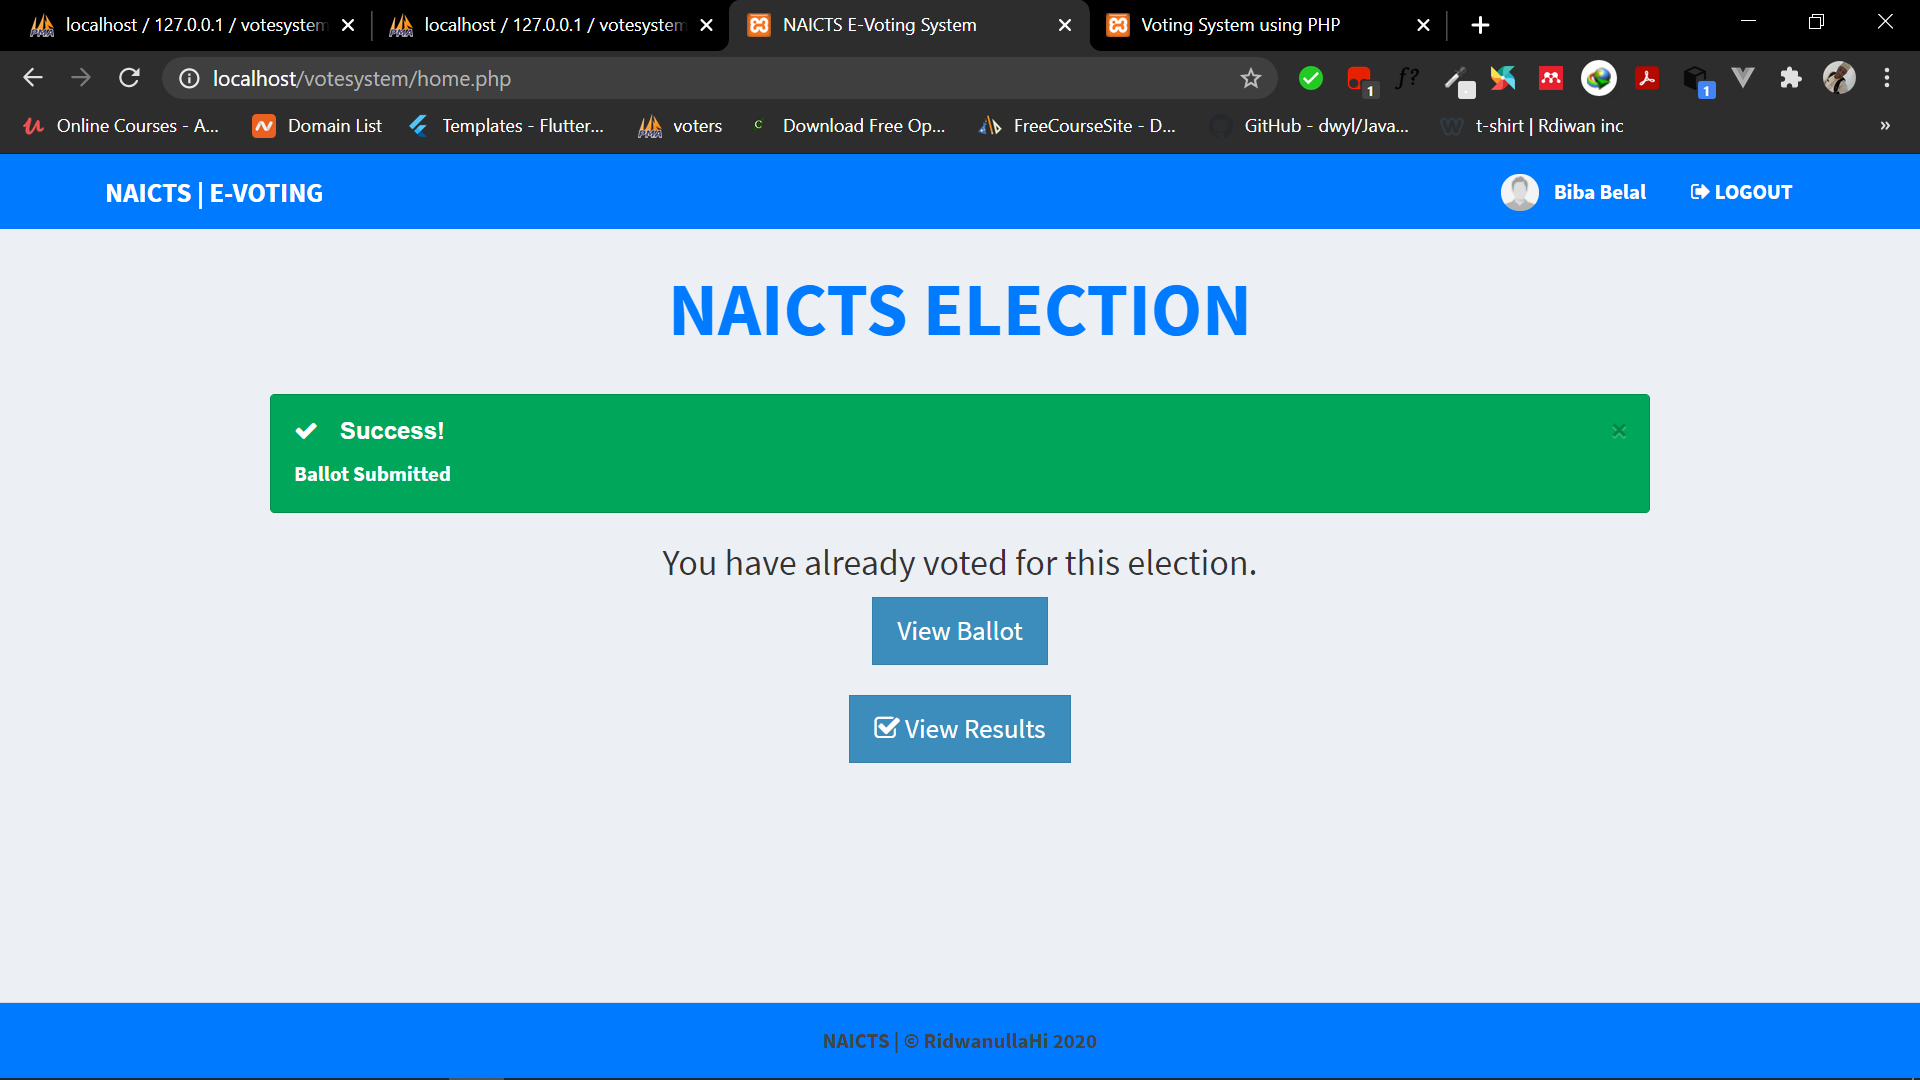 localhost / 127.0.0.1 / votesystem
localhost / 127.0.0.1 / votesystem
NAICTS E-Voting System
Voting System using PHP
localhost/votesystem/home.php
1
f?
1
Online Courses - A...
Domain List
Templates - Flutter...
voters
Download Free Op...
FreeCourseSite - D...
GitHub - dwyl/Java...
t-shirt | Rdiwan inc
»
NAICTS | E-VOTING
Biba Belal
LOGOUT
NAICTS ELECTION
Success!
×
Ballot Submitted
You have already voted for this election.
View Ballot
View Results
NAICTS | © RidwanullaHi 2020